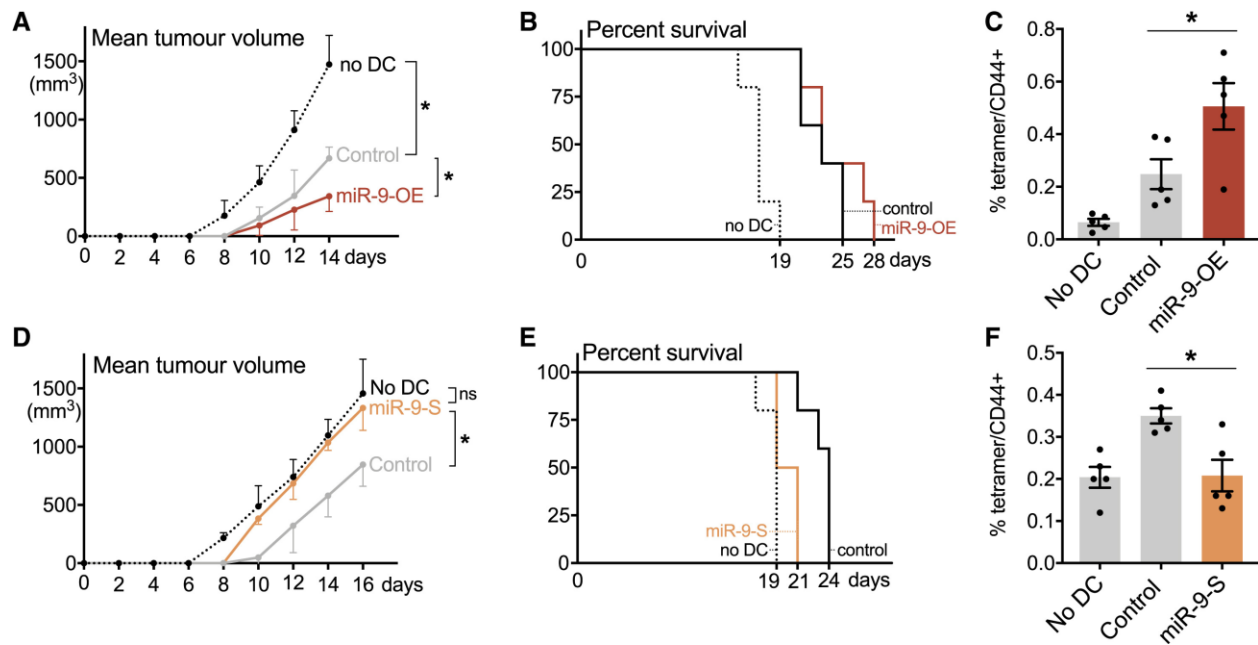 A
Mean tumour volume
1500
(mm³)
1000
500
0
0 2 4 6 8 10 12 14 days
no DC
Control
miR-9-OE
*
*
B
Percent survival
100
75
50
25
0
0 19 25 28 days
no DC
control
miR-9-OE
C
% tetramer/CD44+
0.8
0.6
0.4
0.2
0.0
*
No DC
Control
miR-9-OE
D
Mean tumour volume
1500
(mm³)
1000
500
0
0 2 4 6 8 10 12 14 16 days
No DC
ns
miR-9-S
*
Control
E
Percent survival
100
75
50
25
0
0 19 21 24 days
miR-9-S
no DC
control
F
% tetramer/CD44+
0.5
0.4
0.3
0.2
0.1
0.0
*
No DC
Control
miR-9-S